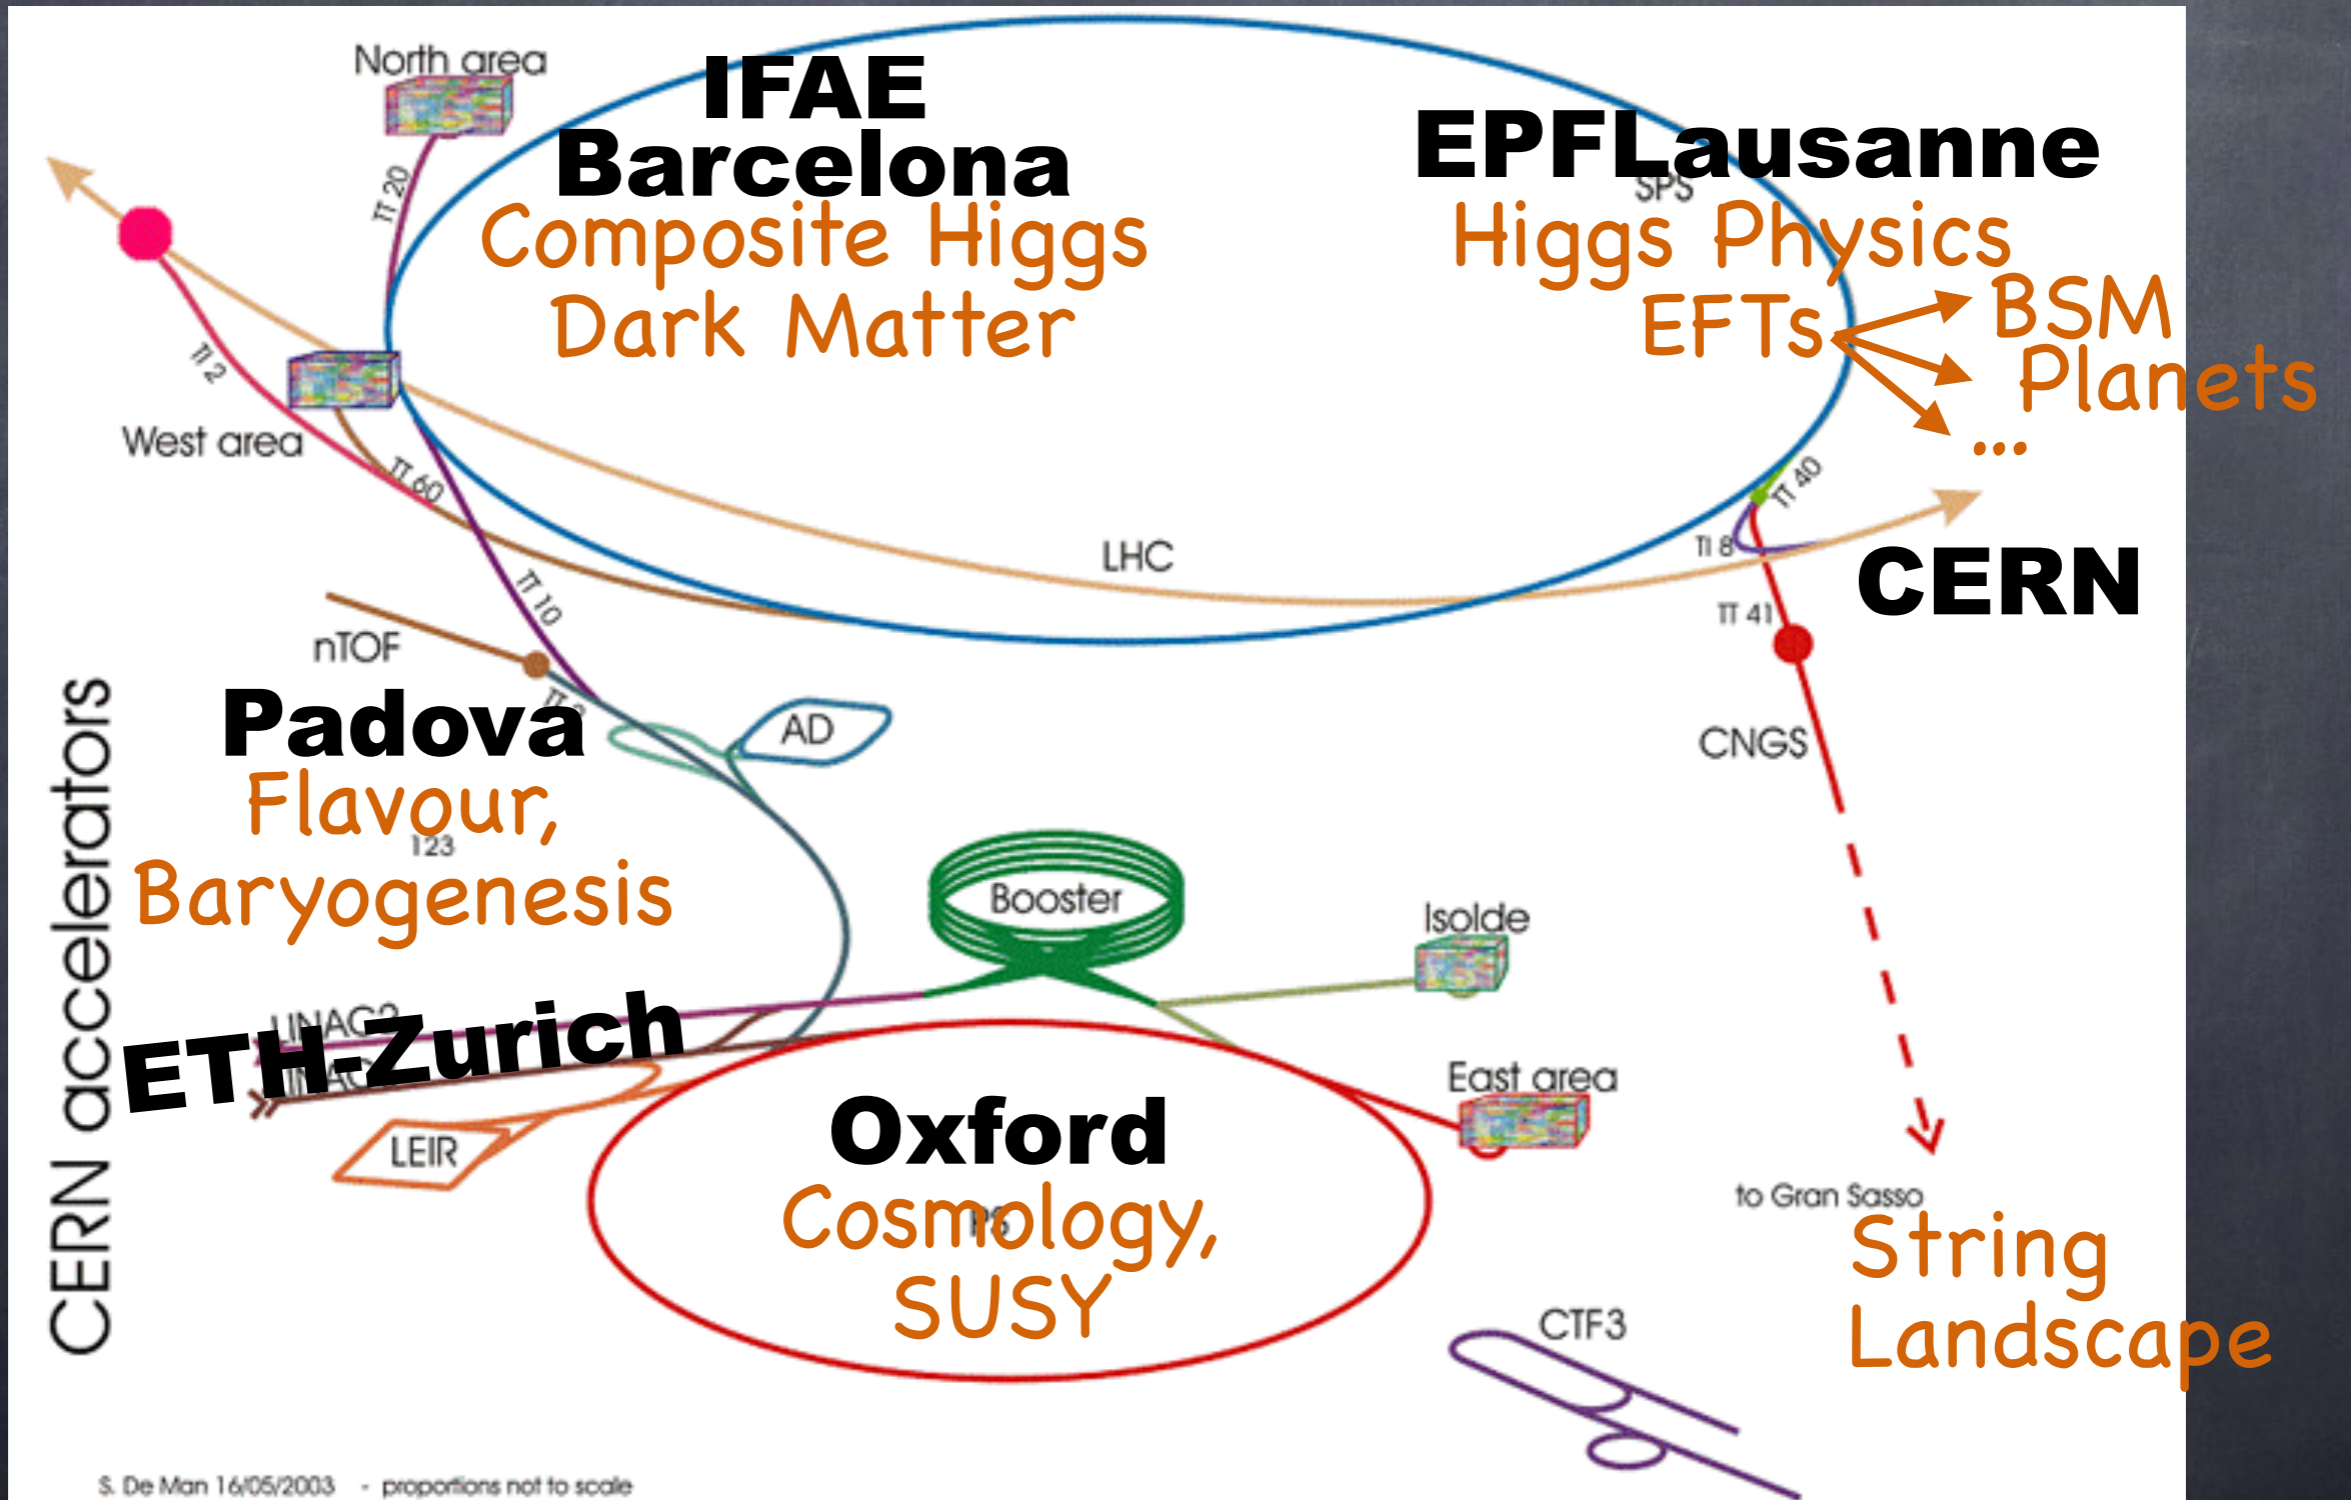 North area
IFAE
Barcelona
Composite Higgs
Dark Matter
EPFLausanne
SPS
Higgs Physics
EFTs
BSM
Planets
...
TT 20
TI 2
West area
TT 60
TT 10
LHC
TT 40
TI 8
CERN
TT 41
nTOF
Padova
Flavour,
123
Baryogenesis
AD
CNGS
CERN accelerators
Booster
Isolde
ETH-Zurich
LEIR
East area
Oxford
Cosmology,
PS
SUSY
to Gran Sasso
String
Landscape
CTF3
S. De Man 16/05/2003 - proportions not to scale